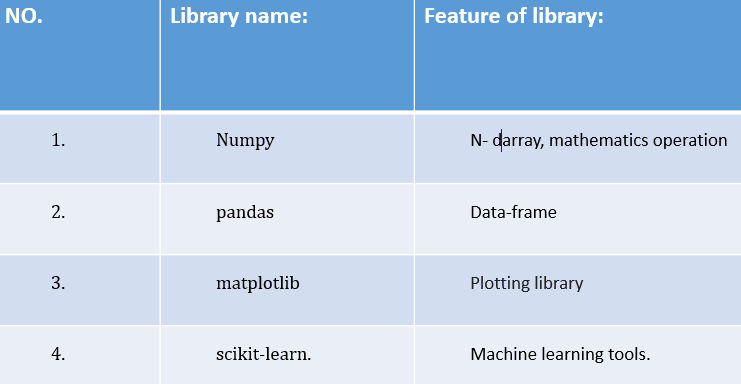 NO. Library name: Feature of library:
1. Numpy N- darray, mathematics operation
2. pandas Data-frame
3. matplotlib Plotting library
4. scikit-learn. Machine learning tools.